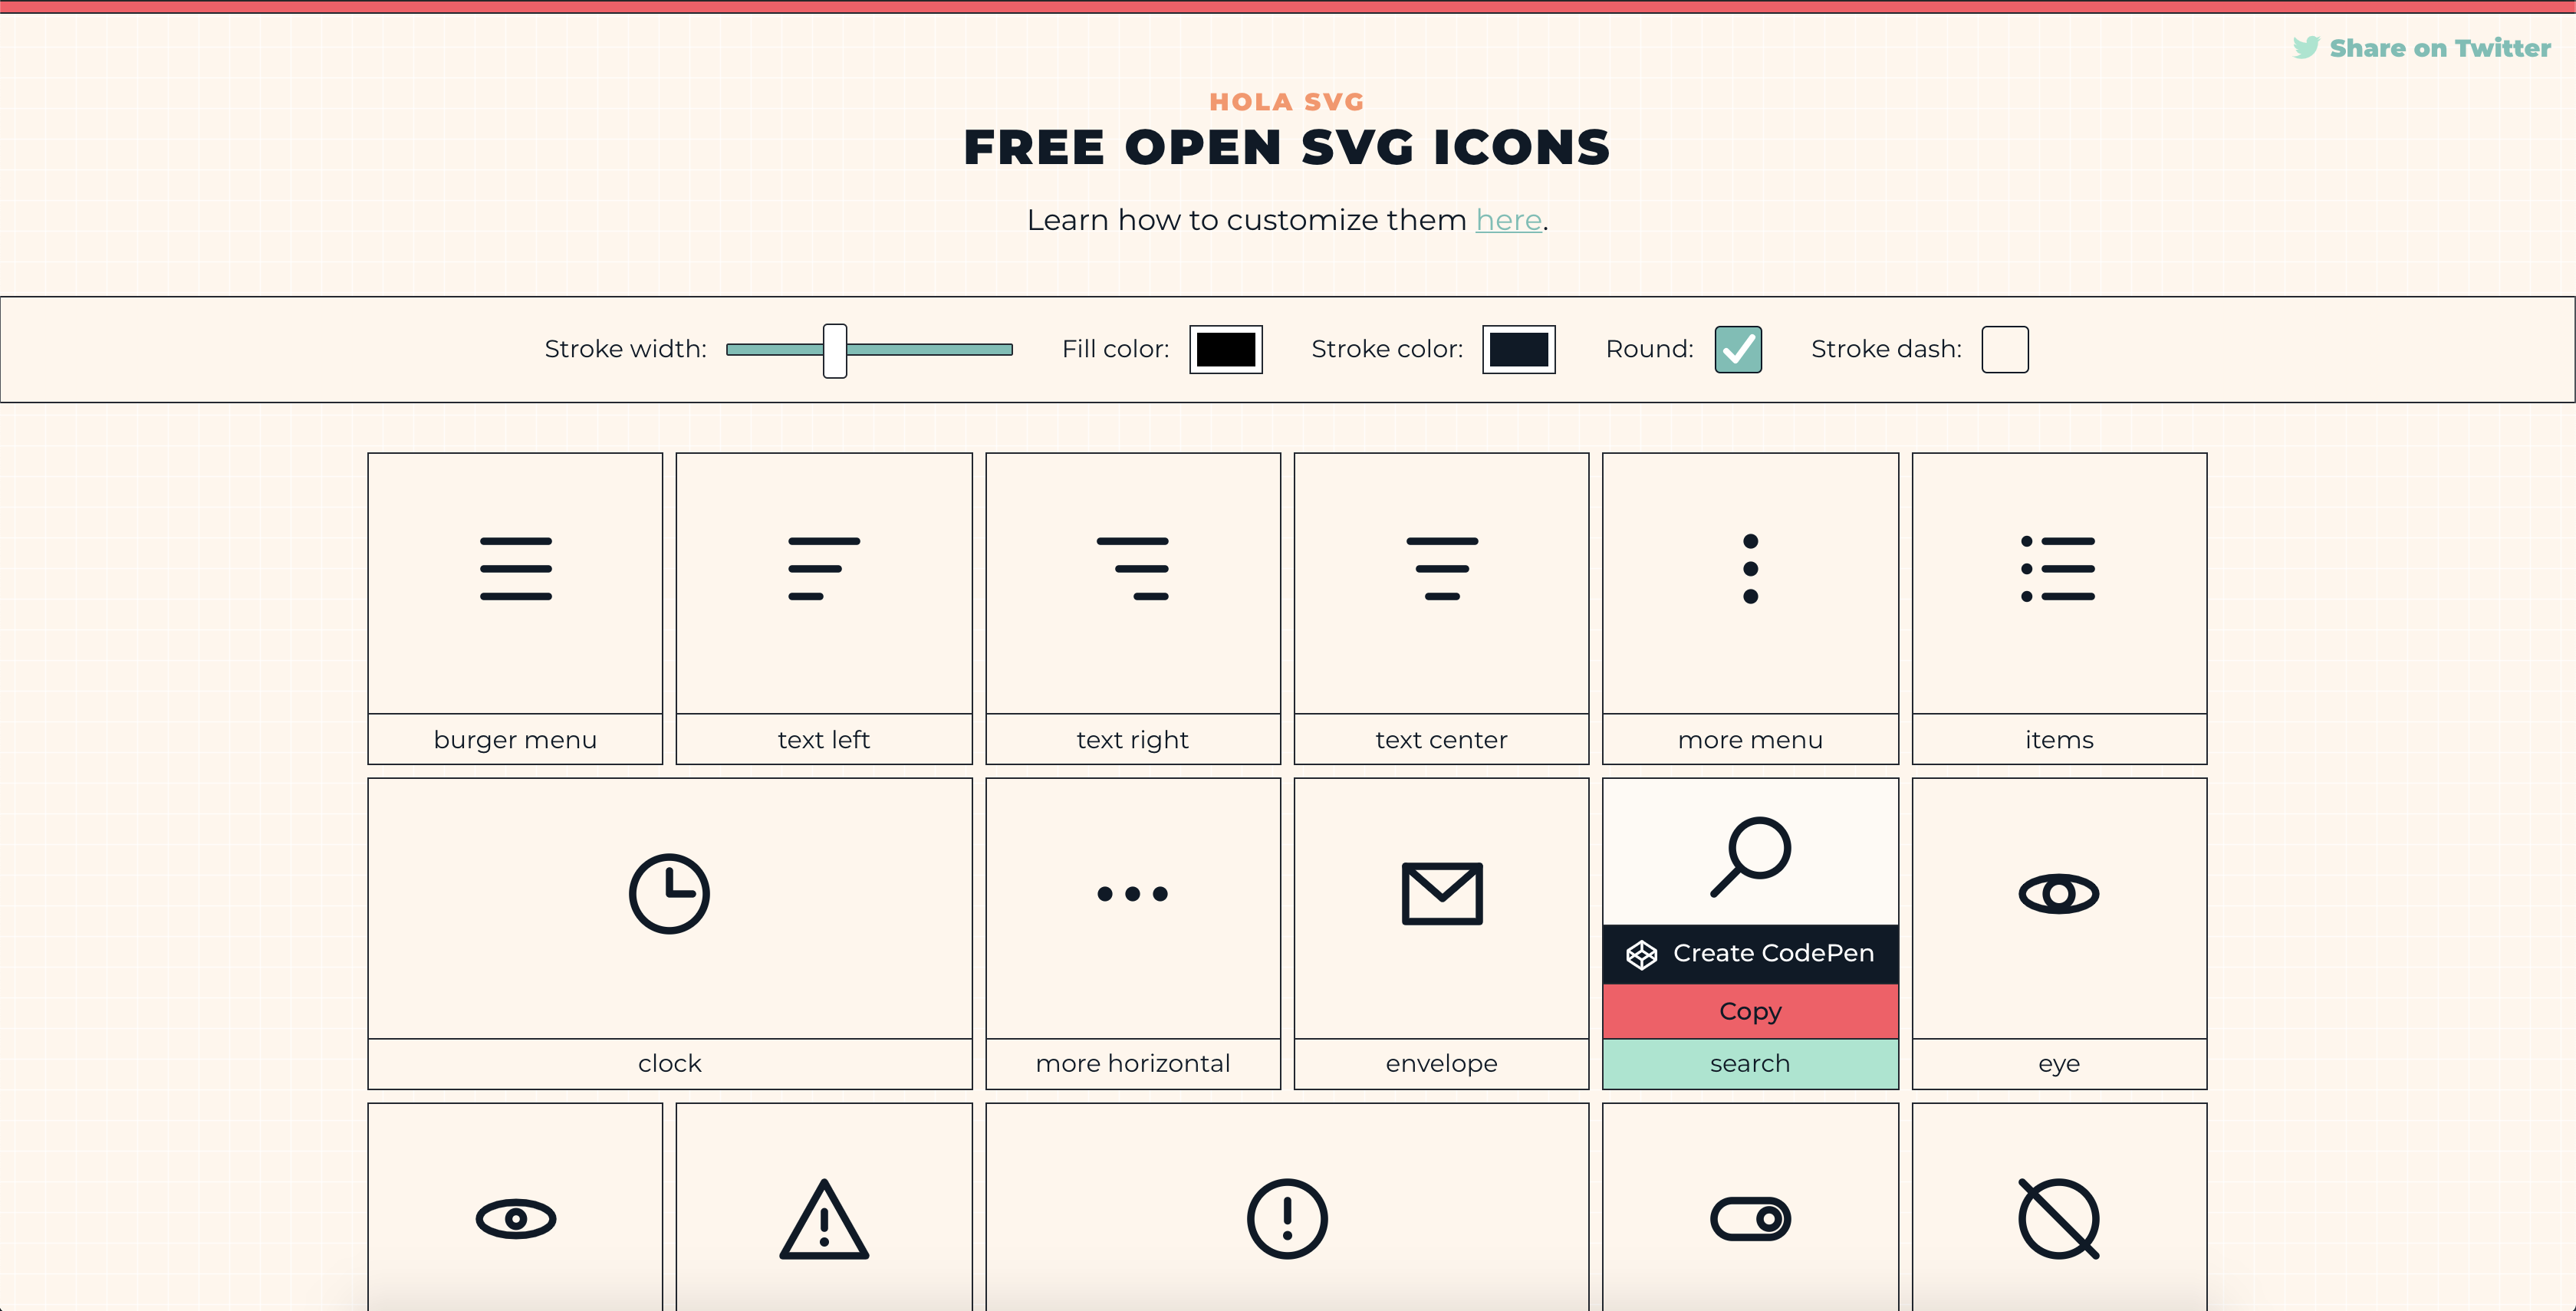 Share on Twitter
HOLA SVG
FREE OPEN SVG ICONS
Learn how to customize them here.
Stroke width: Fill color: Stroke color: Round: Stroke dash:
burger menu text left text right text center more menu items
Create CodePen
Copy
clock more horizontal envelope search eye